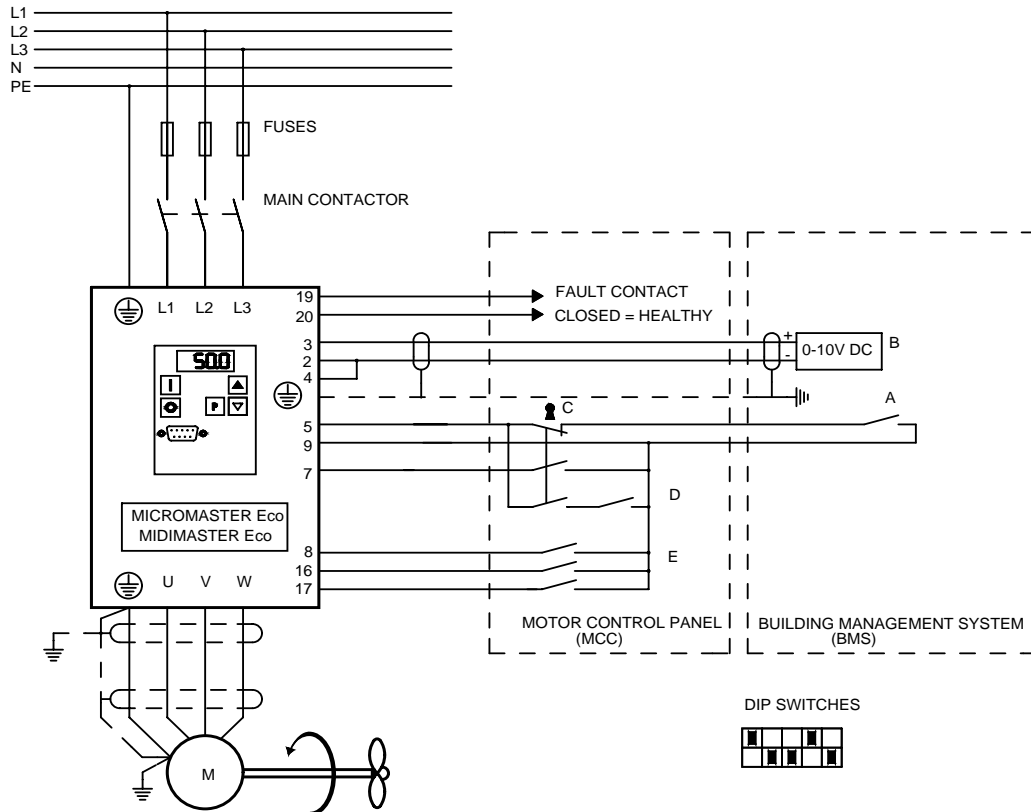 L1
L2
L3
N
PE
FUSES
MAIN CONTACTOR
L1 L2 L3
19
20
3
2
4
5
9
7
8
16
17
FAULT CONTACT
CLOSED = HEALTHY
+
-
0-10V DC
B
A
C
D
E
50.0
I
O
P
MICROMASTER Eco
MIDIMASTER Eco
U V W
MOTOR CONTROL PANEL
(MCC)
BUILDING MANAGEMENT SYSTEM
(BMS)
DIP SWITCHES
M